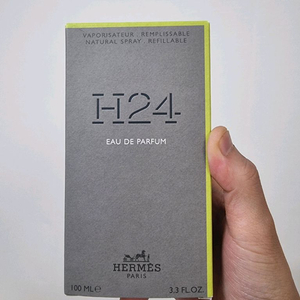 VAPORISATEUR REMPLISSABLE
NATURAL SPRAY REFILLABLE
H24
EAU DE PARFUM
HERMÈS
PARIS
100 ML℮ 3.3 FL.OZ